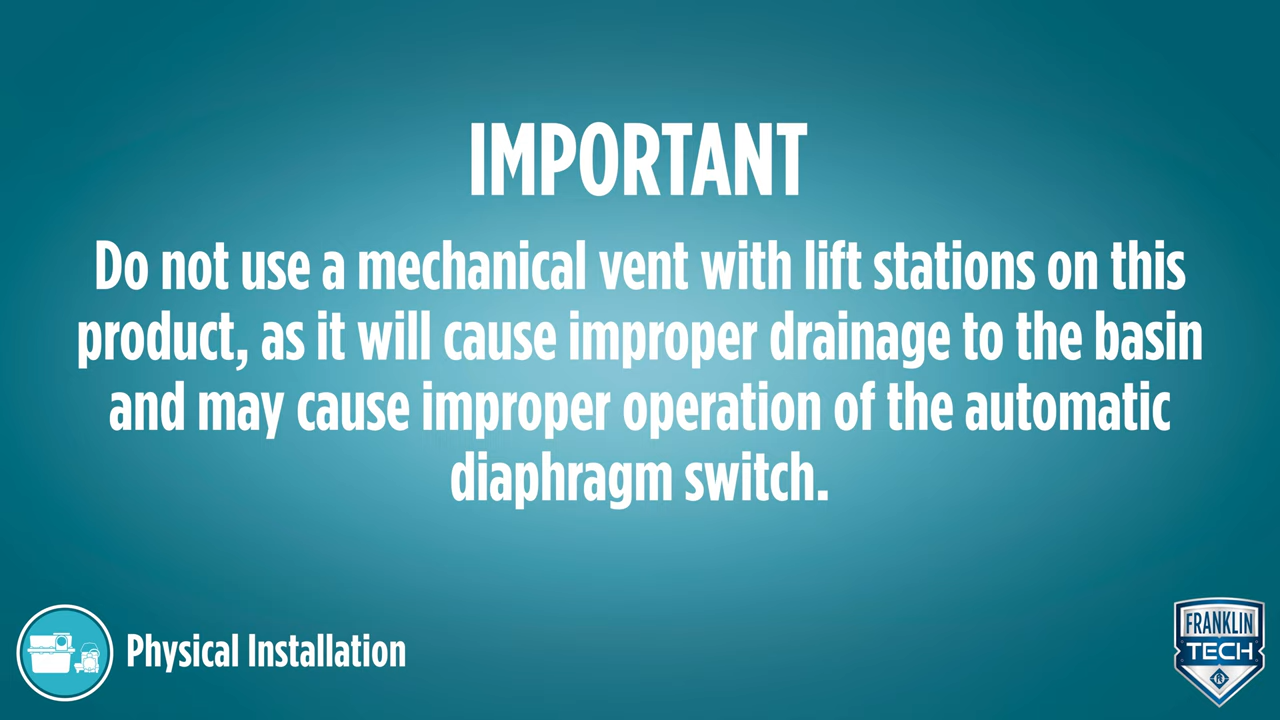 IMPORTANT
Do not use a mechanical vent with lift stations on this
product, as it will cause improper drainage to the basin
and may cause improper operation of the automatic
diaphragm switch.
Physical Installation
FRANKLIN
TECH